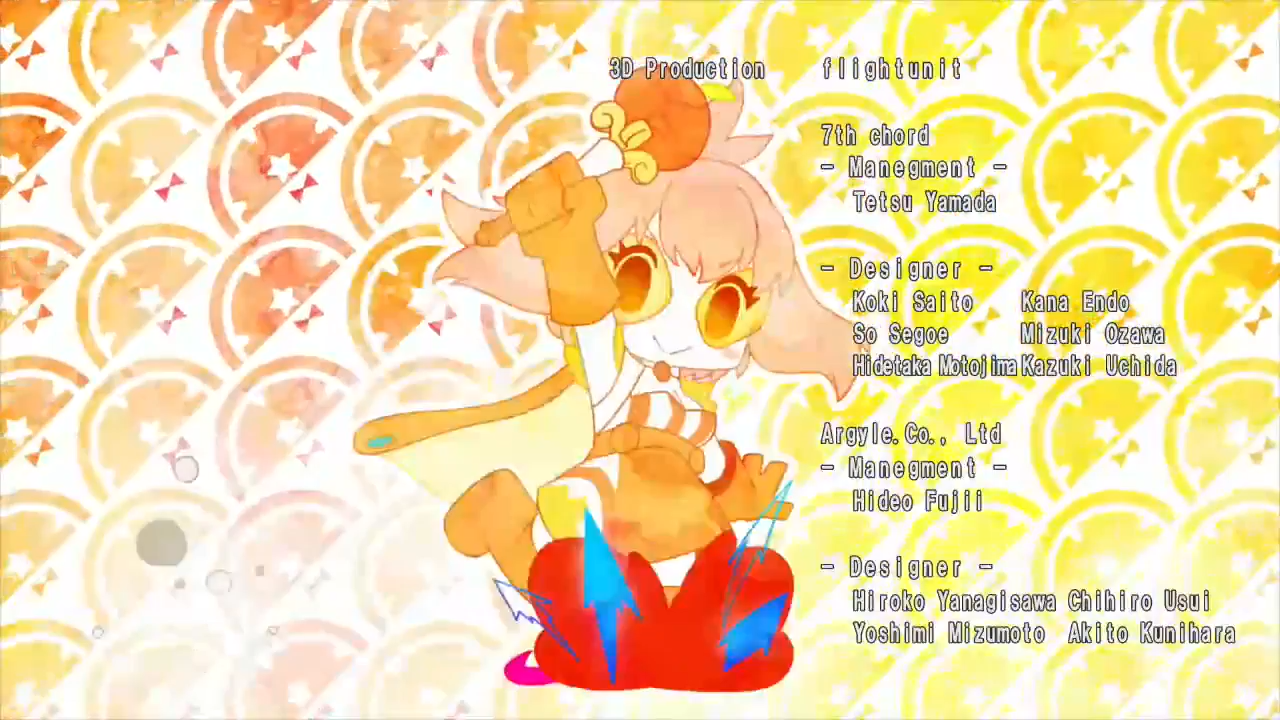 3D Production flightunit
7th chord
- Manegment -
Tetsu Yamada
- Designer -
Koki Saito Kana Endo
So Segoe Mizuki Ozawa
Hidetaka Motojima Kazuki Uchida
Argyle.Co., Ltd
- Manegment -
Hideo Fujii
- Designer -
Hiroko Yanagisawa Chihiro Usui
Yoshimi Mizumoto Akito Kunihara